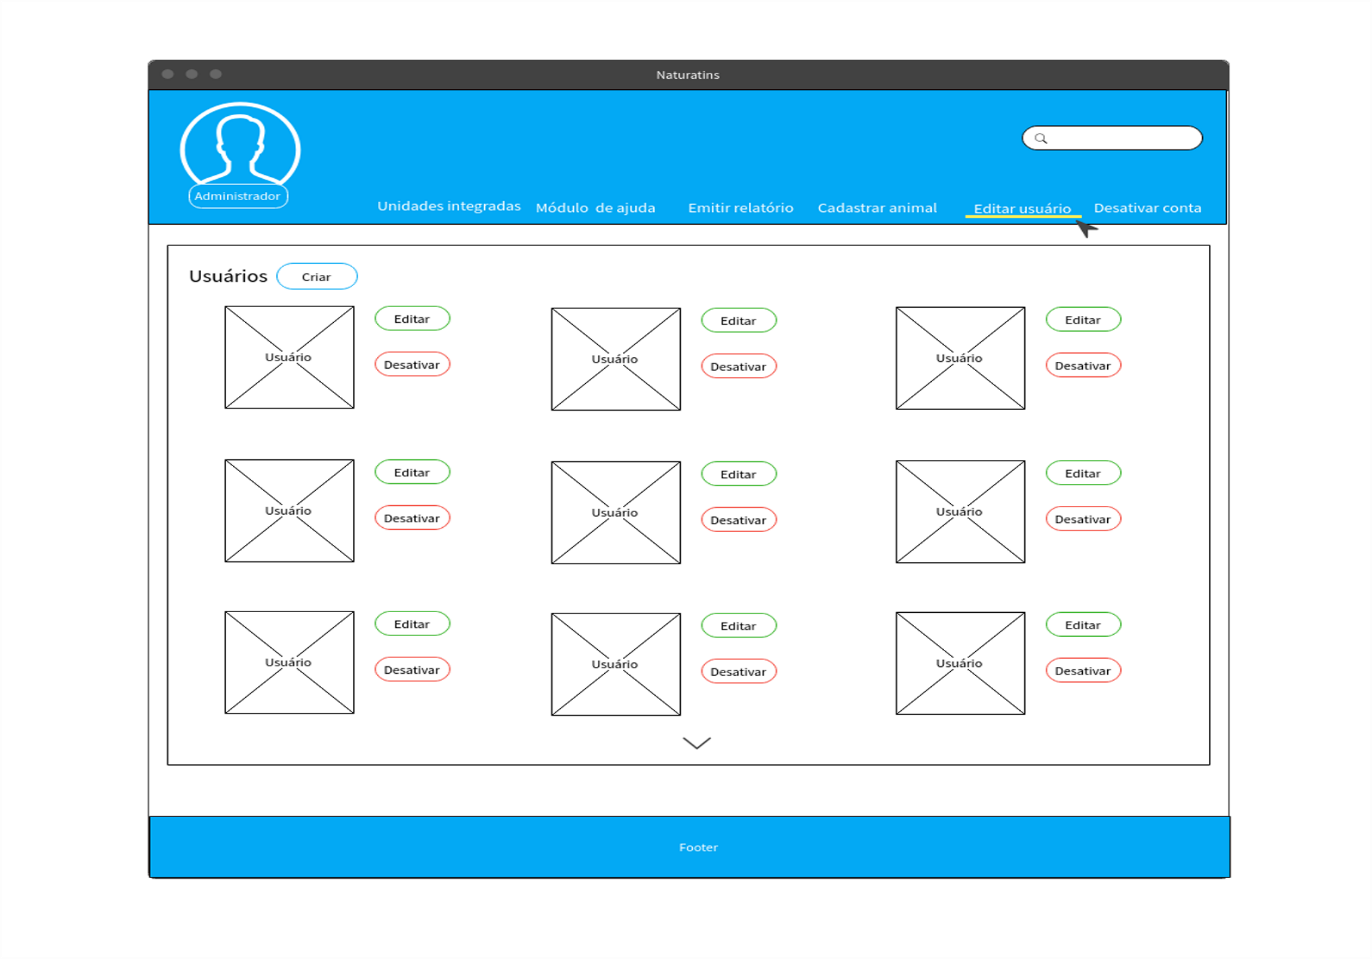 Naturatins
Administrador
Unidades integradas Módulo de ajuda Emitir relatório Cadastrar animal Editar usuário Desativar conta
Usuários Criar
Usuário Editar Desativar Usuário Editar Desativar Usuário Editar Desativar
Usuário Editar Desativar Usuário Editar Desativar Usuário Editar Desativar
Usuário Editar Desativar Usuário Editar Desativar Usuário Editar Desativar
Footer